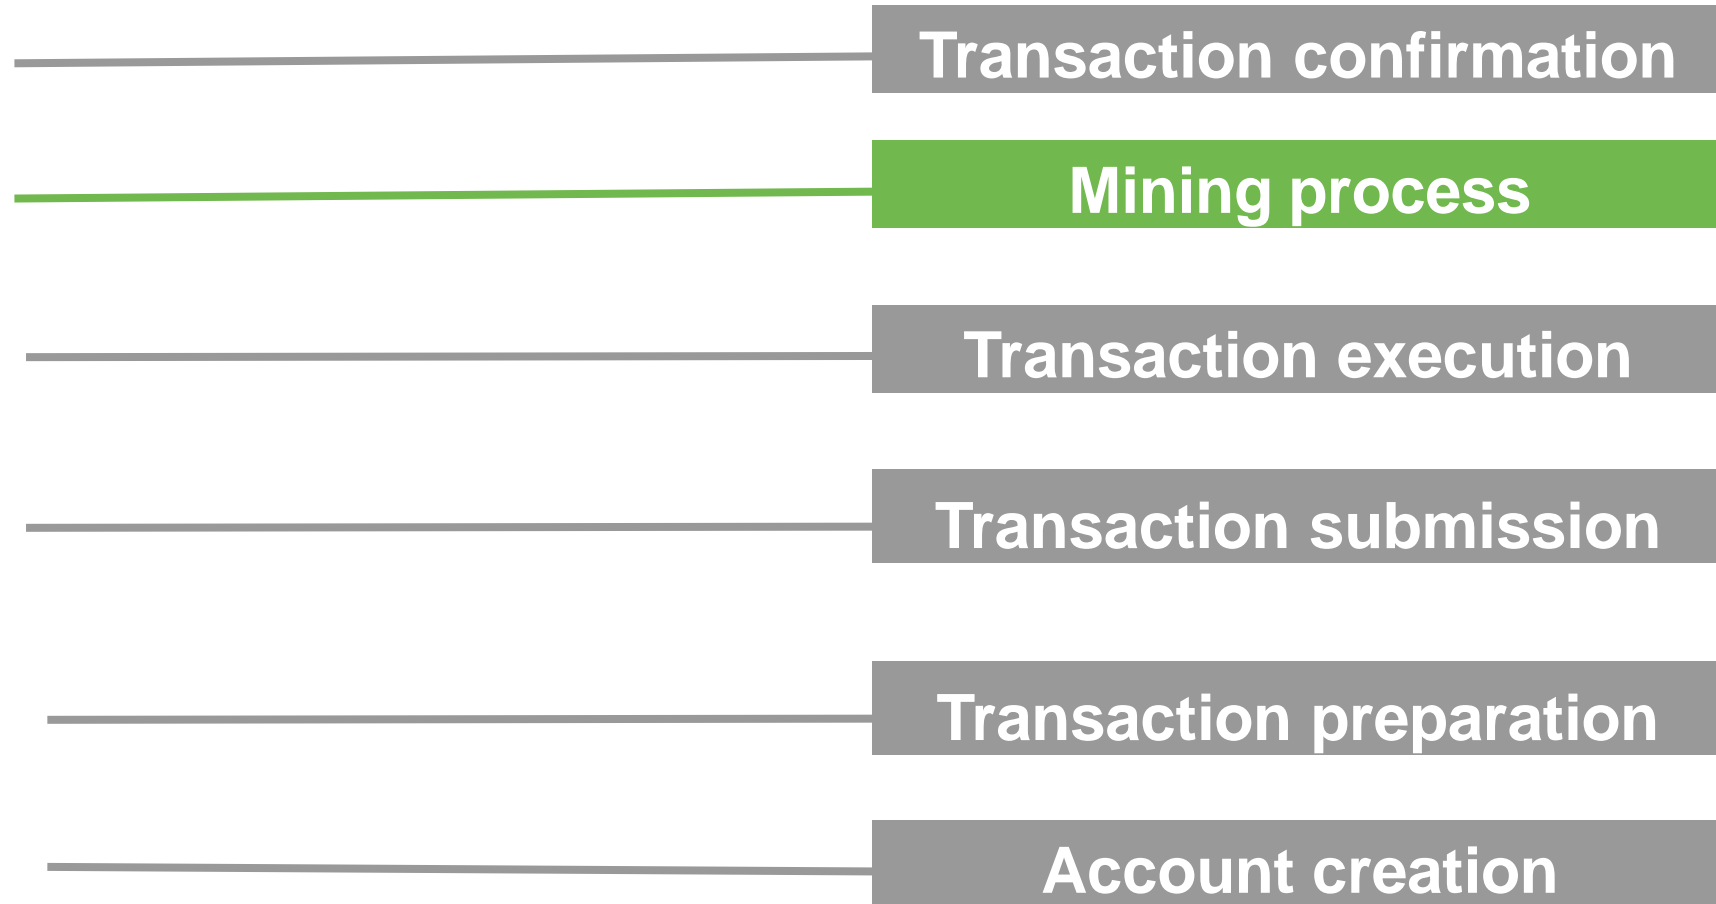 Transaction confirmation
Mining process
Transaction execution
Transaction submission
Transaction preparation
Account creation